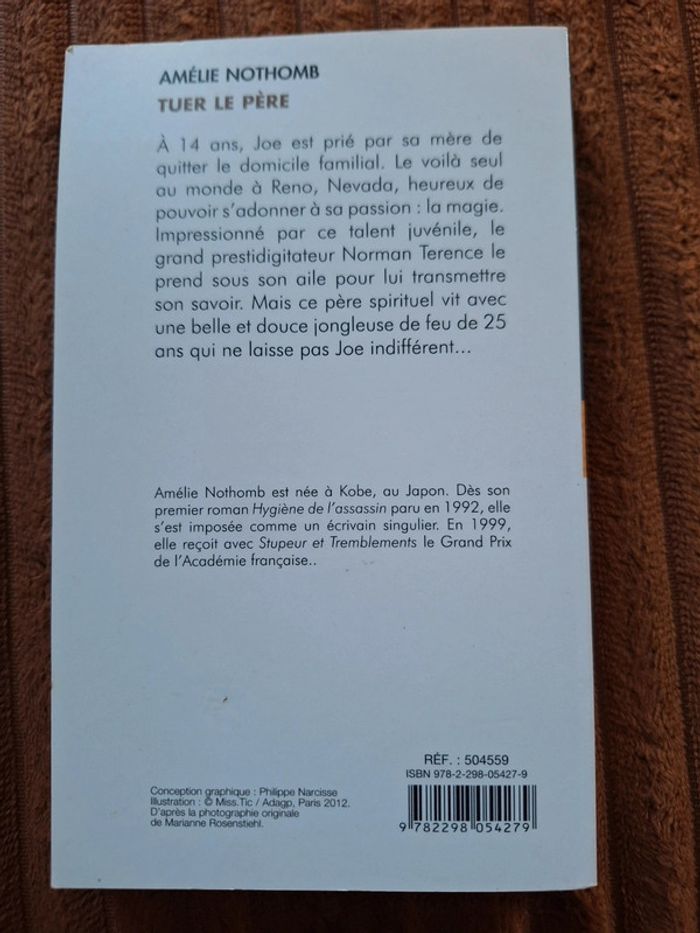 AMÉLIE NOTHOMB
TUER LE PÈRE
À 14 ans, Joe est prié par sa mère de
quitter le domicile familial. Le voilà seul
au monde à Reno, Nevada, heureux de
pouvoir s'adonner à sa passion : la magie.
Impressionné par ce talent juvénile, le
grand prestidigitateur Norman Terence le
prend sous son aile pour lui transmettre
son savoir. Mais ce père spirituel vit avec
une belle et douce jongleuse de feu de 25
ans qui ne laisse pas Joe indifférent...
Amélie Nothomb est née à Kobe, au Japon. Dès son
premier roman Hygiène de l'assassin paru en 1992, elle
s'est imposée comme un écrivain singulier. En 1999,
elle reçoit avec Stupeur et Tremblements le Grand Prix
de l'Académie française..
Conception graphique : Philippe Narcisse
Illustration : © Miss.Tic / Adagp, Paris 2012.
D'après la photographie originale
de Marianne Rosenstiehl.
RÉF. : 504559
ISBN 978-2-298-05427-9
9 782298 054279